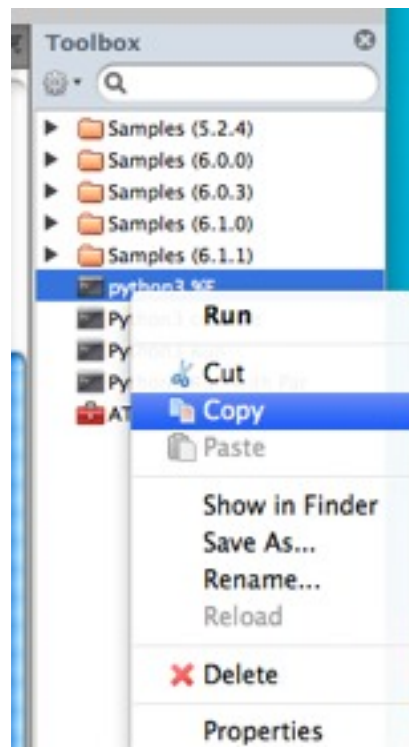 Toolbox
Samples (5.2.4)
Samples (6.0.0)
Samples (6.0.3)
Samples (6.1.0)
Samples (6.1.1)
python3 %F
Run
Cut
Copy
Paste
Show in Finder
Save As...
Rename...
Reload
Delete
Properties